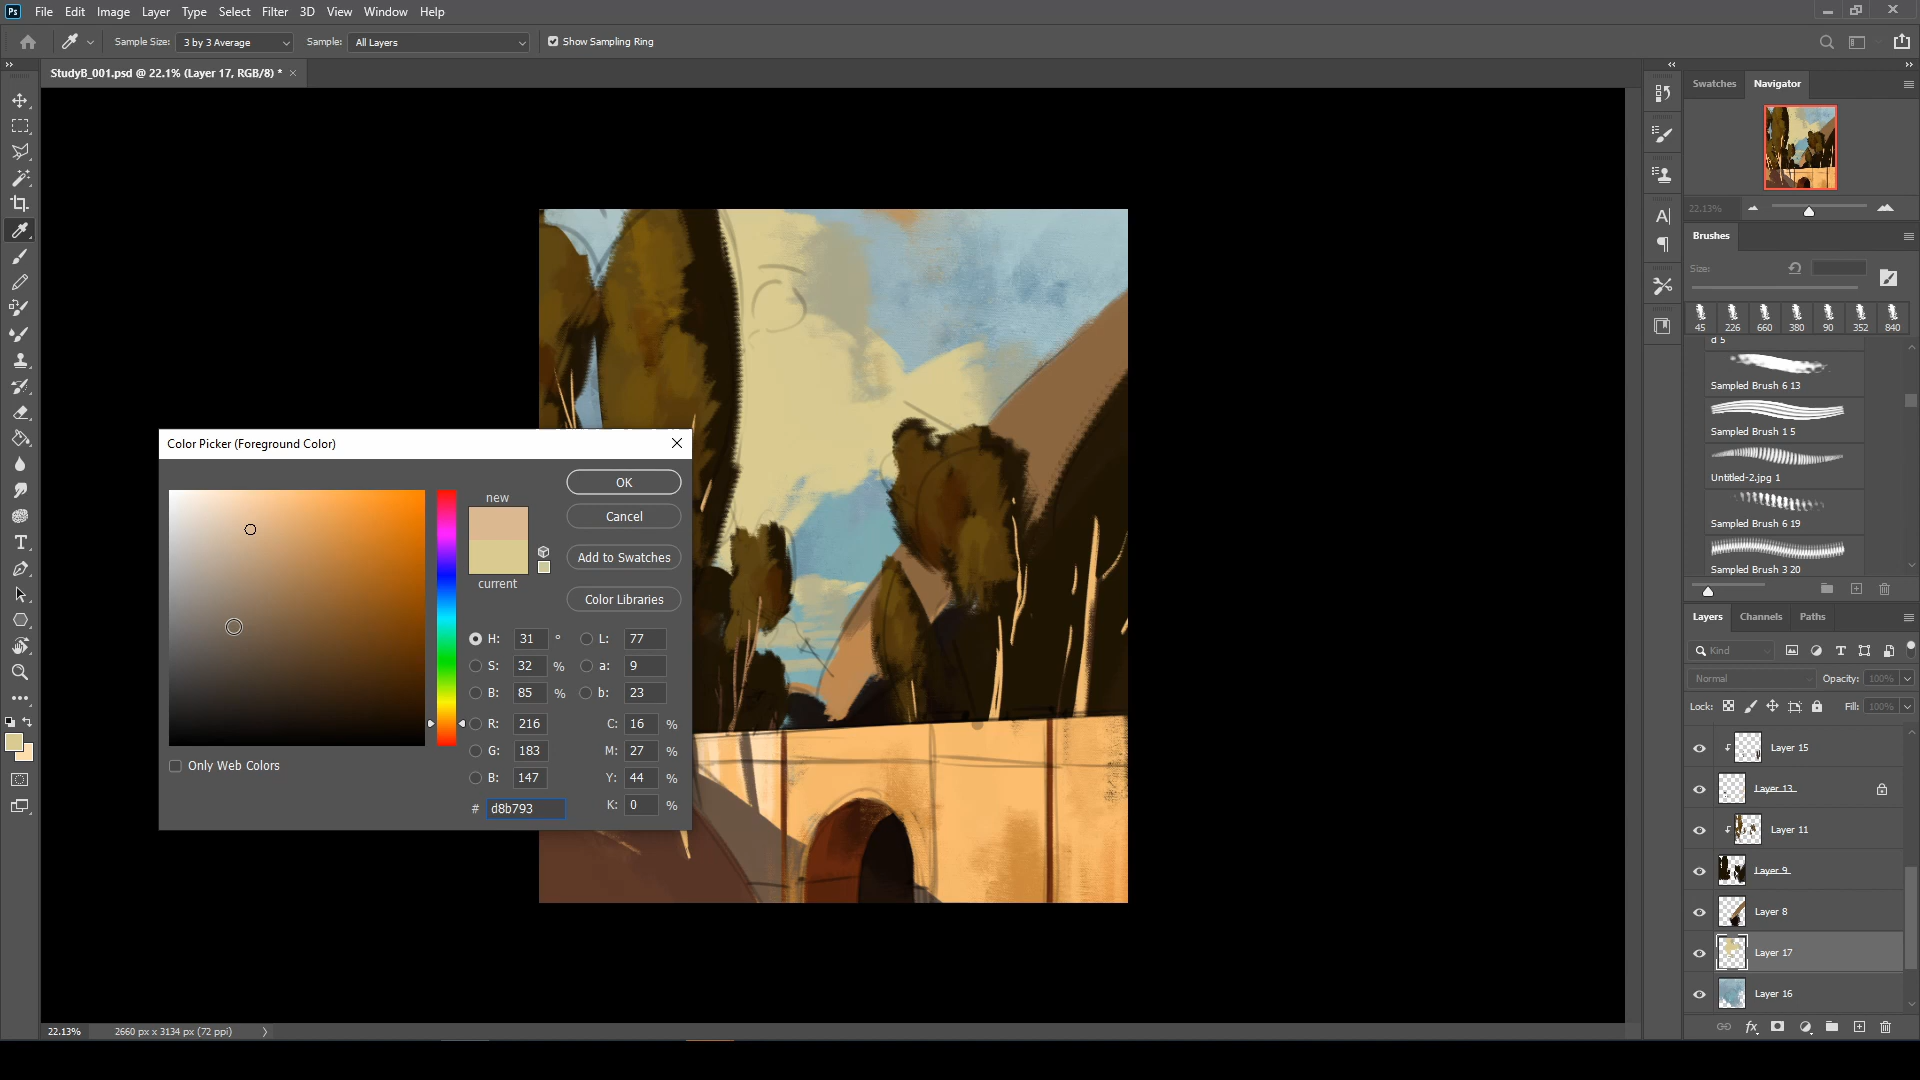 Ps File Edit Image Layer Type Select Filter 3D View Window Help
Sample Size: 3 by 3 Average Sample: All Layers Show Sampling Ring
StudyB_001.psd @ 22.1% (Layer 17, RGB/8) * ×
Swatches Navigator
22.13%
Brushes
Size:
45 226 660 380 90 352 840
d 5
Sampled Brush 6 13
Sampled Brush 1 5
Untitled-2.jpg 1
Sampled Brush 6 19
Sampled Brush 3 20
Color Picker (Foreground Color)
new
current
OK
Cancel
Add to Swatches
Color Libraries
H: 31 ° L: 77
S: 32 % a: 9
B: 85 % b: 23
R: 216 C: 16 %
G: 183 M: 27 %
B: 147 Y: 44 %
# d8b793 K: 0 %
Only Web Colors
Layers Channels Paths
Kind
Normal Opacity: 100%
Lock: Fill: 100%
Layer 15
Layer 13
Layer 11
Layer 9
Layer 8
Layer 17
Layer 16
22.13% 2660 px x 3134 px (72 ppi)